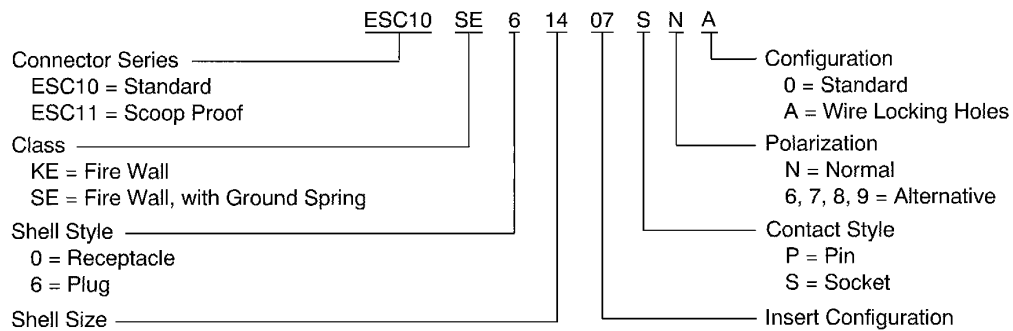 ESC10 SE 6 14 07 S N A
Connector Series
ESC10 = Standard
ESC11 = Scoop Proof
Class
KE = Fire Wall
SE = Fire Wall, with Ground Spring
Shell Style
0 = Receptacle
6 = Plug
Shell Size
Configuration
0 = Standard
A = Wire Locking Holes
Polarization
N = Normal
6, 7, 8, 9 = Alternative
Contact Style
P = Pin
S = Socket
Insert Configuration